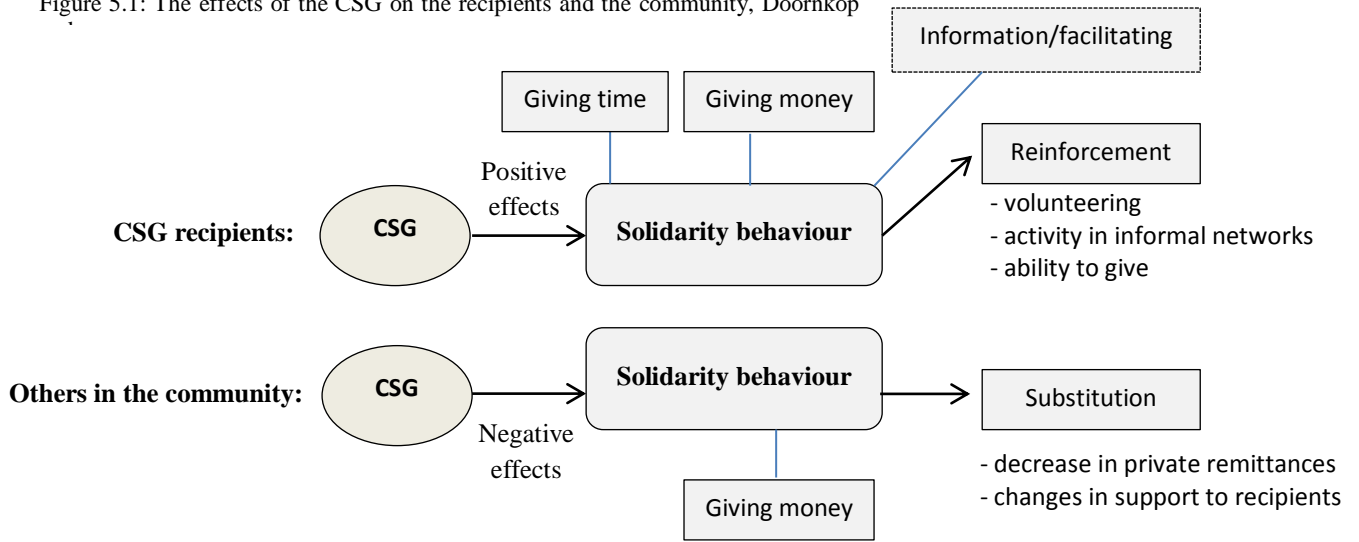 Figure 5.1: The effects of the CSG on the recipients and the community, Doornkop
Information/facilitating
Giving time
Giving money
Positive
effects
Reinforcement
- volunteering
- activity in informal networks
- ability to give
CSG recipients:
CSG
Solidarity behaviour
Others in the community:
CSG
Negative
effects
Solidarity behaviour
Giving money
Substitution
- decrease in private remittances
- changes in support to recipients